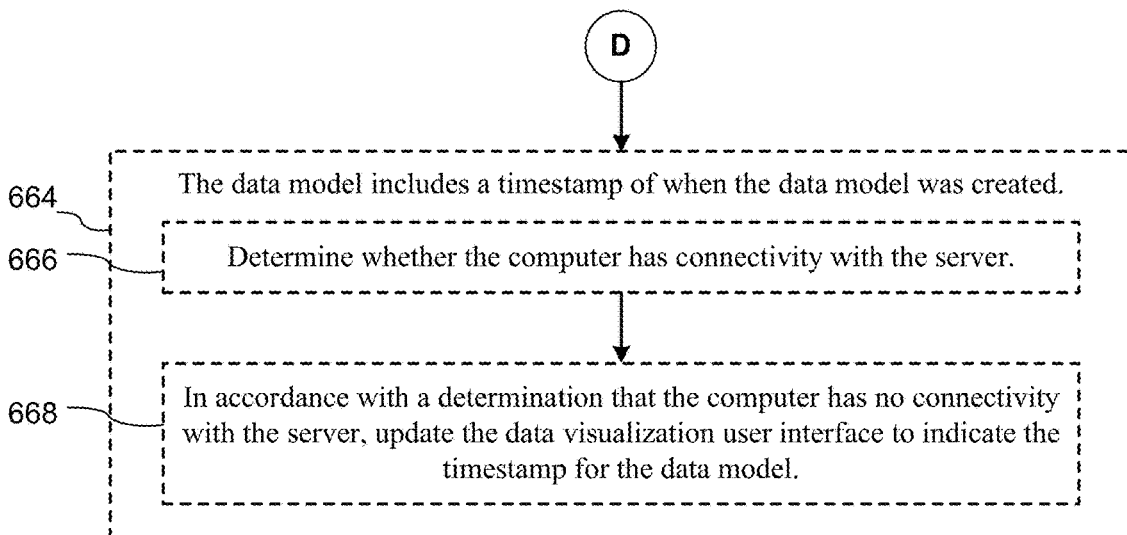 D
664
The data model includes a timestamp of when the data model was created.
666
Determine whether the computer has connectivity with the server.
668
In accordance with a determination that the computer has no connectivity
with the server, update the data visualization user interface to indicate the
timestamp for the data model.